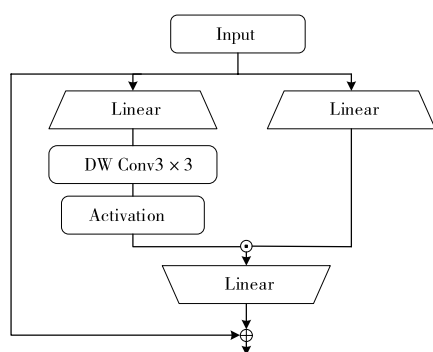 Input
Linear
Linear
DW Conv3 × 3
Activation
Linear